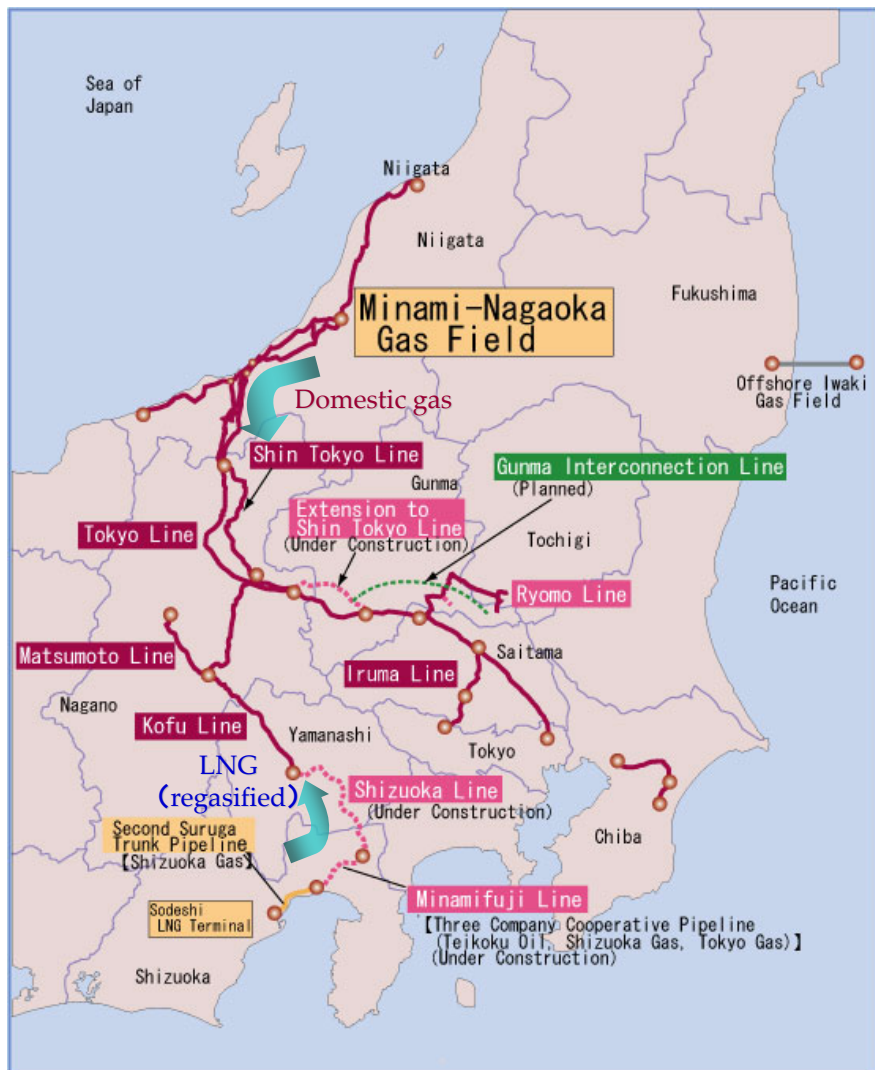 Sea of
Japan
Niigata
Niigata
Fukushima
Minami-Nagaoka
Gas Field
Offshore Iwaki
Gas Field
Domestic gas
Shin Tokyo Line
Gunma Interconnection Line
(Planned)
Gunma
Extension to
Shin Tokyo Line
(Under Construction)
Tokyo Line
Tochigi
Pacific
Ocean
Ryomo Line
Matsumoto Line
Saitama
Iruma Line
Nagano
Kofu Line
Yamanashi
Tokyo
LNG
(regasified)
Shizuoka Line
(Under Construction)
Second Suruga
Trunk Pipeline
【Shizuoka Gas】
Chiba
Minamifuji Line
Sodeshi
LNG Terminal
【Three Company Cooperative Pipeline
(Teikoku Oil, Shizuoka Gas, Tokyo Gas)】
(Under Construction)
Shizuoka